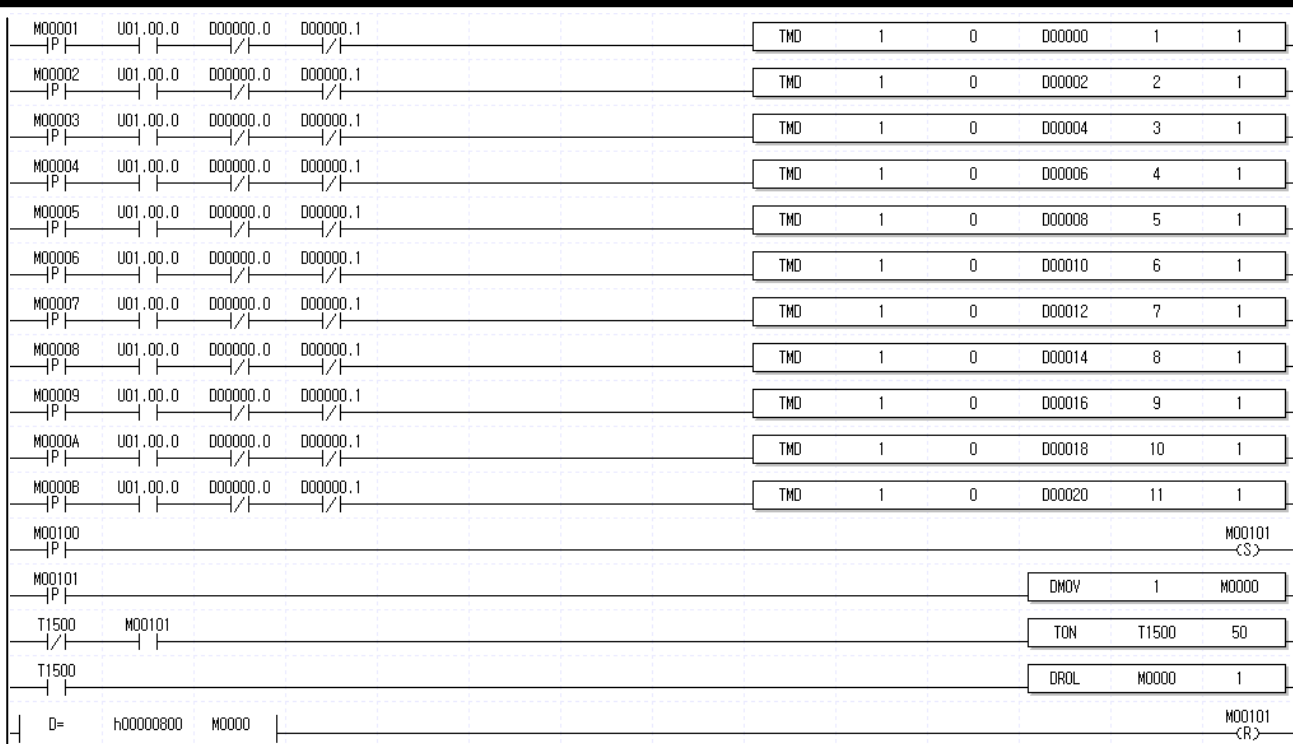 M00001 U01.00.0 D00000.0 D00000.1
P TMD 1 0 D00000 1 1
M00002 U01.00.0 D00000.0 D00000.1
P TMD 1 0 D00002 2 1
M00003 U01.00.0 D00000.0 D00000.1
P TMD 1 0 D00004 3 1
M00004 U01.00.0 D00000.0 D00000.1
P TMD 1 0 D00006 4 1
M00005 U01.00.0 D00000.0 D00000.1
P TMD 1 0 D00008 5 1
M00006 U01.00.0 D00000.0 D00000.1
P TMD 1 0 D00010 6 1
M00007 U01.00.0 D00000.0 D00000.1
P TMD 1 0 D00012 7 1
M00008 U01.00.0 D00000.0 D00000.1
P TMD 1 0 D00014 8 1
M00009 U01.00.0 D00000.0 D00000.1
P TMD 1 0 D00016 9 1
M0000A U01.00.0 D00000.0 D00000.1
P TMD 1 0 D00018 10 1
M0000B U01.00.0 D00000.0 D00000.1
P TMD 1 0 D00020 11 1
M00100 M00101
P (S)
M00101
P DMOV 1 M0000
T1500 M00101
TON T1500 50
T1500
DROL M0000 1
M00101
D= h00000800 M0000 (R)